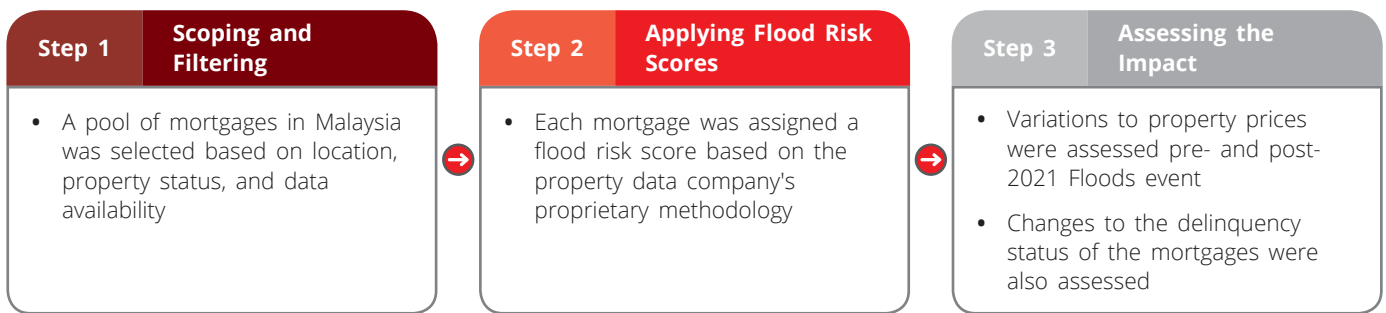 Step 1
Scoping and
Filtering
• A pool of mortgages in Malaysia
was selected based on location,
property status, and data
availability
Step 2
Applying Flood Risk
Scores
• Each mortgage was assigned a
flood risk score based on the
property data company's
proprietary methodology
Step 3
Assessing the
Impact
• Variations to property prices
were assessed pre- and post-
2021 Floods event
• Changes to the delinquency
status of the mortgages were
also assessed